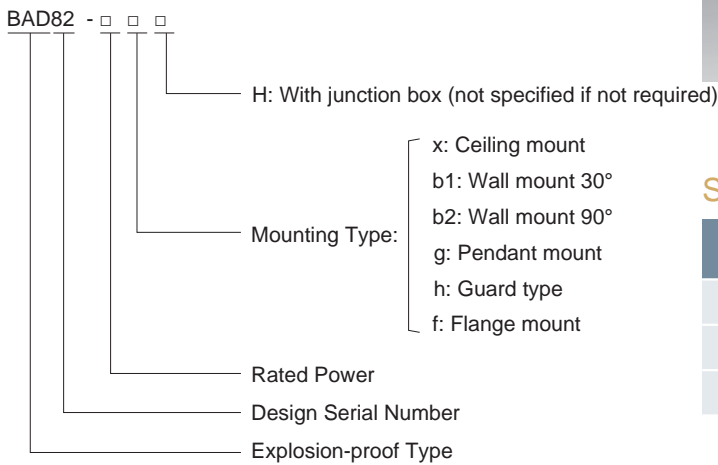 BAD82 - □ □ □
H: With junction box (not specified if not required)
Mounting Type:
x: Ceiling mount
b1: Wall mount 30°
b2: Wall mount 90°
g: Pendant mount
h: Guard type
f: Flange mount
Rated Power
Design Serial Number
Explosion-proof Type
S